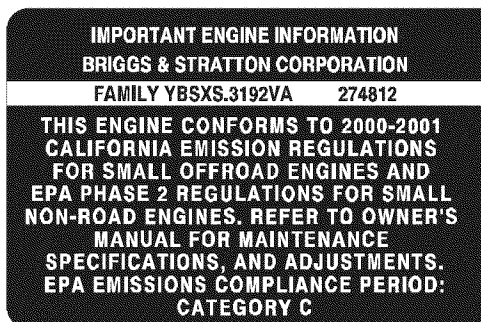 IMPORTANT ENGINE INFORMATION
BRIGGS & STRATTON CORPORATION
FAMILY YBSXS.3192VA 274812
THIS ENGINE CONFORMS TO 2000-2001
CALIFORNIA EMISSION REGULATIONS
FOR SMALL OFFROAD ENGINES AND
EPA PHASE 2 REGULATIONS FOR SMALL
NON-ROAD ENGINES. REFER TO OWNER'S
MANUAL FOR MAINTENANCE
SPECIFICATIONS, AND ADJUSTMENTS.
EPA EMISSIONS COMPLIANCE PERIOD:
CATEGORY C